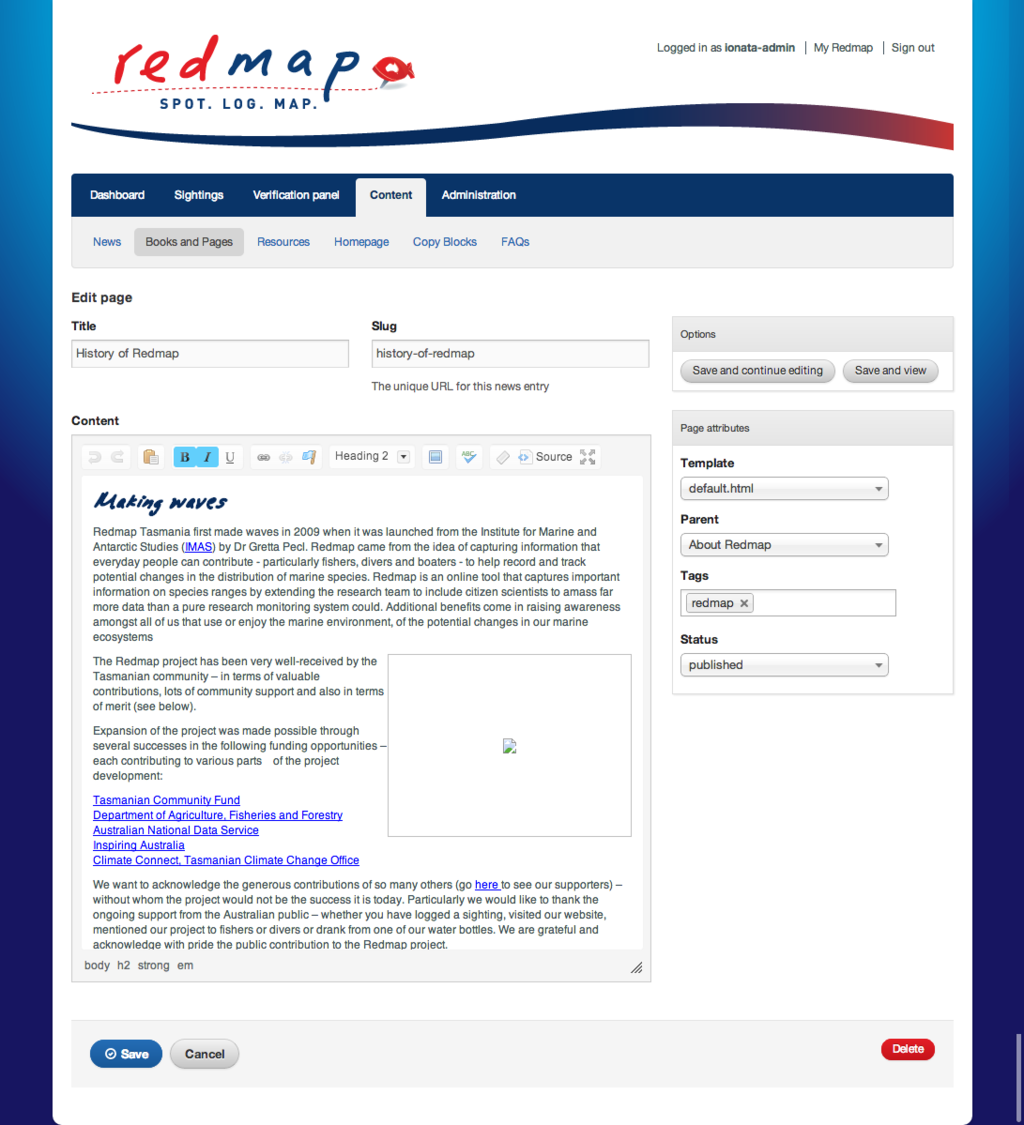 redmap
SPOT. LOG. MAP.
Logged in as ionata-admin
My Redmap
Sign out
Dashboard
Sightings
Verification panel
Content
Administration
News
Books and Pages
Resources
Homepage
Copy Blocks
FAQs
Edit page
Title
History of Redmap
Slug
history-of-redmap
The unique URL for this news entry
Content
B I U
Heading 2
ABC
Source
Making waves
Redmap Tasmania first made waves in 2009 when it was launched from the Institute for Marine and
Antarctic Studies (IMAS) by Dr Gretta Pecl. Redmap came from the idea of capturing information that
everyday people can contribute - particularly fishers, divers and boaters - to help record and track
potential changes in the distribution of marine species. Redmap is an online tool that captures important
information on species ranges by extending the research team to include citizen scientists to amass far
more data than a pure research monitoring system could. Additional benefits come in raising awareness
amongst all of us that use or enjoy the marine environment, of the potential changes in our marine
ecosystems
The Redmap project has been very well-received by the
Tasmanian community – in terms of valuable
contributions, lots of community support and also in terms
of merit (see below).
Expansion of the project was made possible through
several successes in the following funding opportunities –
each contributing to various parts of the project
development:
Tasmanian Community Fund
Department of Agriculture, Fisheries and Forestry
Australian National Data Service
Inspiring Australia
Climate Connect, Tasmanian Climate Change Office
We want to acknowledge the generous contributions of so many others (go here to see our supporters) –
without whom the project would not be the success it is today. Particularly we would like to thank the
ongoing support from the Australian public – whether you have logged a sighting, visited our website,
mentioned our project to fishers or divers or drank from one of our water bottles. We are grateful and
acknowledge with pride the public contribution to the Redmap project.
body h2 strong em
Options
Save and continue editing
Save and view
Page attributes
Template
default.html
Parent
About Redmap
Tags
redmap
Status
published
Save
Cancel
Delete